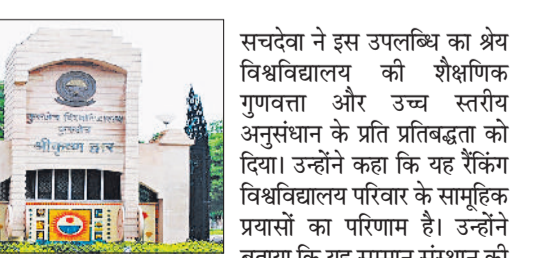 श्रीकृष्ण द्वार
सचदेवा ने इस उपलब्धि का श्रेय
विश्वविद्यालय की शैक्षणिक
गुणवत्ता और उच्च स्तरीय
अनुसंधान के प्रति प्रतिबद्धता को
दिया। उन्होंने कहा कि यह रैंकिंग
विश्वविद्यालय परिवार के सामूहिक
प्रयासों का परिणाम है। उन्होंने